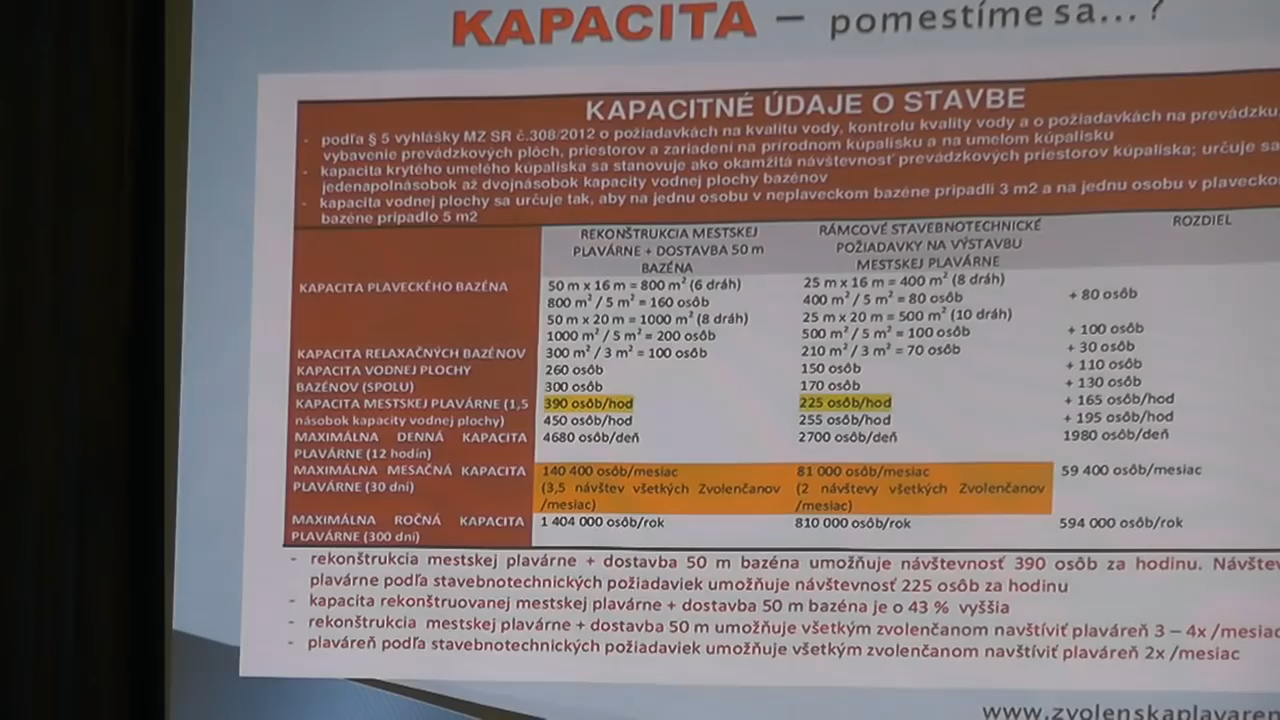 KAPACITA – pomestíme sa...?
KAPACITNÉ ÚDAJE O STAVBE
- podľa § 5 vyhlášky MZ SR č.308/2012 o požiadavkách na kvalitu vody, kontrolu kvality vody a o požiadavkách na prevádzku,
vybavenie prevádzkových plôch, priestorov a zariadení na prírodnom kúpalisku a na umelom kúpalisku
- kapacita krytého umelého kúpaliska sa stanovuje ako okamžitá návštevnosť prevádzkových priestorov kúpaliska; určuje sa
jedenapolnásobok až dvojnásobok kapacity vodnej plochy bazénov
- kapacita vodnej plochy sa určuje tak, aby na jednu osobu v neplaveckom bazéne pripadli 3 m2 a na jednu osobu v
bazéne pripadlo 5 m2
REKONŠTRUKCIA MESTSKEJ
PLAVÁRNE + DOSTAVBA 50 m
BAZÉNA
RÁMCOVÉ STAVEBNOTECHNICKÉ
POŽIADAVKY NA VÝSTAVBU
MESTSKEJ PLAVÁRNE
ROZDIEL
KAPACITA PLAVECKÉHO BAZÉNA
50 m x 16 m = 800 m² (6 dráh)
25 m x 16 m = 400 m² (8 dráh)
800 m² / 5 m² = 160 osôb
400 m² / 5 m² = 80 osôb
+ 80 osôb
50 m x 20 m = 1000 m² (8 dráh)
25 m x 20 m = 500 m² (10 dráh)
1000 m² / 5 m² = 200 osôb
500 m² / 5 m² = 100 osôb
+ 100 osôb
KAPACITA RELAXAČNÝCH BAZÉNOV
300 m² / 3 m² = 100 osôb
210 m² / 3 m² = 70 osôb
+ 30 osôb
KAPACITA VODNEJ PLOCHY
260 osôb
150 osôb
+ 110 osôb
BAZÉNOV (SPOLU)
300 osôb
170 osôb
+ 130 osôb
KAPACITA MESTSKEJ PLAVÁRNE (1,5
390 osôb/hod
225 osôb/hod
+ 165 osôb/hod
násobok kapacity vodnej plochy)
450 osôb/hod
255 osôb/hod
+ 195 osôb/hod
MAXIMÁLNA DENNÁ KAPACITA
4680 osôb/deň
2700 osôb/deň
1980 osôb/deň
PLAVÁRNE (12 hodín)
MAXIMÁLNA MESAČNÁ KAPACITA
140 400 osôb/mesiac
81 000 osôb/mesiac
59 400 osôb/mesiac
PLAVÁRNE (30 dní)
(3,5 návštev všetkých Zvolenčanov
/mesiac)
(2 návštevy všetkých Zvolenčanov
/mesiac)
MAXIMÁLNA ROČNÁ KAPACITA
1 404 000 osôb/rok
810 000 osôb/rok
594 000 osôb/rok
PLAVÁRNE (300 dní)
- rekonštrukcia mestskej plavárne + dostavba 50 m bazéna umožňuje návštevnosť 390 osôb za hodinu.
plavárne podľa stavebnotechnických požiadaviek umožňuje návštevnosť 225 osôb za hodinu
- kapacita rekonštruovanej mestskej plavárne + dostavba 50 m bazéna je o 43 % vyššia
- rekonštrukcia mestskej plavárne + dostavba 50 m umožňuje všetkým zvolenčanom navštíviť plaváreň 3 – 4x /mesiac
- plaváreň podľa stavebnotechnických požiadaviek umožňuje všetkým zvolenčanom navštíviť plaváreň 2x /mesiac
www.zvolenskaplavaren